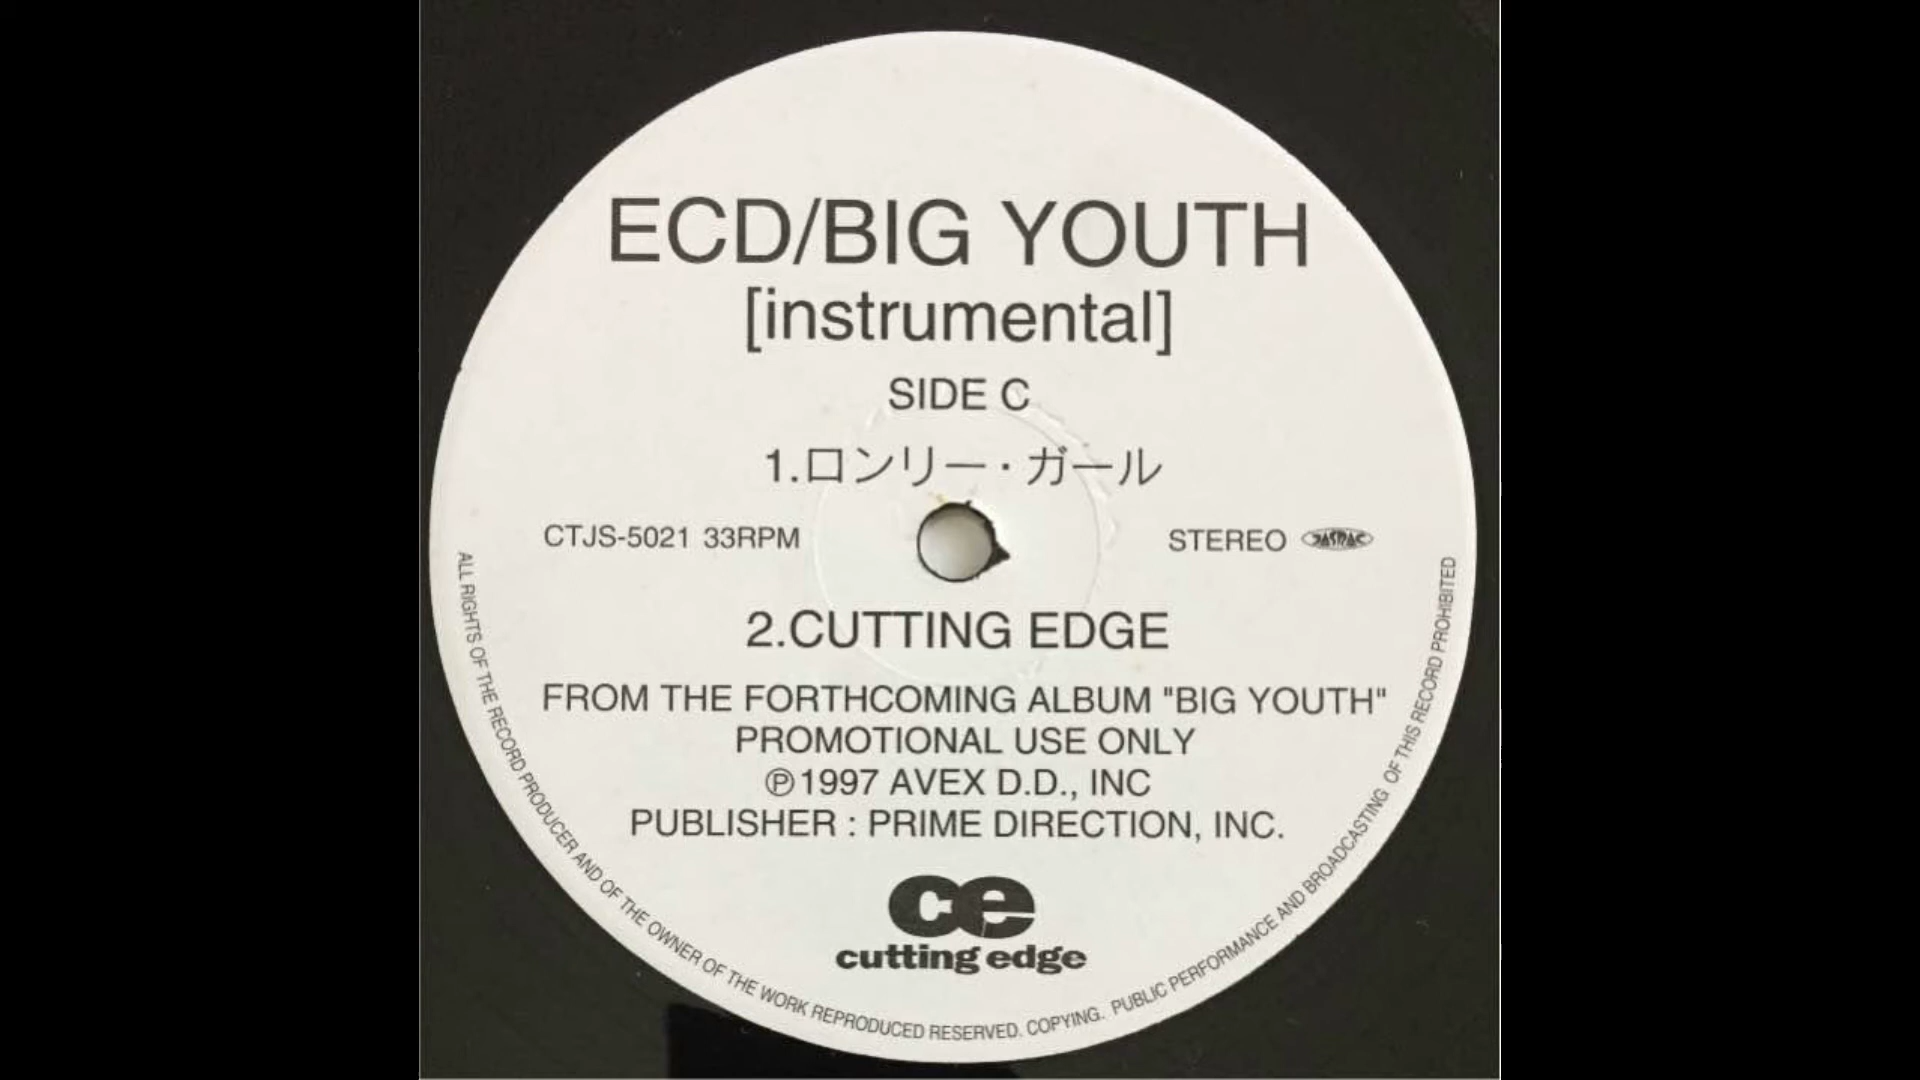 ECD/BIG YOUTH
[instrumental]
SIDE C
1.ロンリー・ガール
CTJS-5021 33RPM
STEREO JASRAC
2.CUTTING EDGE
FROM THE FORTHCOMING ALBUM "BIG YOUTH"
PROMOTIONAL USE ONLY
℗1997 AVEX D.D., INC
PUBLISHER : PRIME DIRECTION, INC.
ce
cutting edge
ALL RIGHTS OF THE RECORD PRODUCER AND OF THE OWNER OF THE WORK REPRODUCED RESERVED. COPYING. PUBLIC PERFORMANCE AND BROADCASTING OF THIS RECORD PROHIBITED